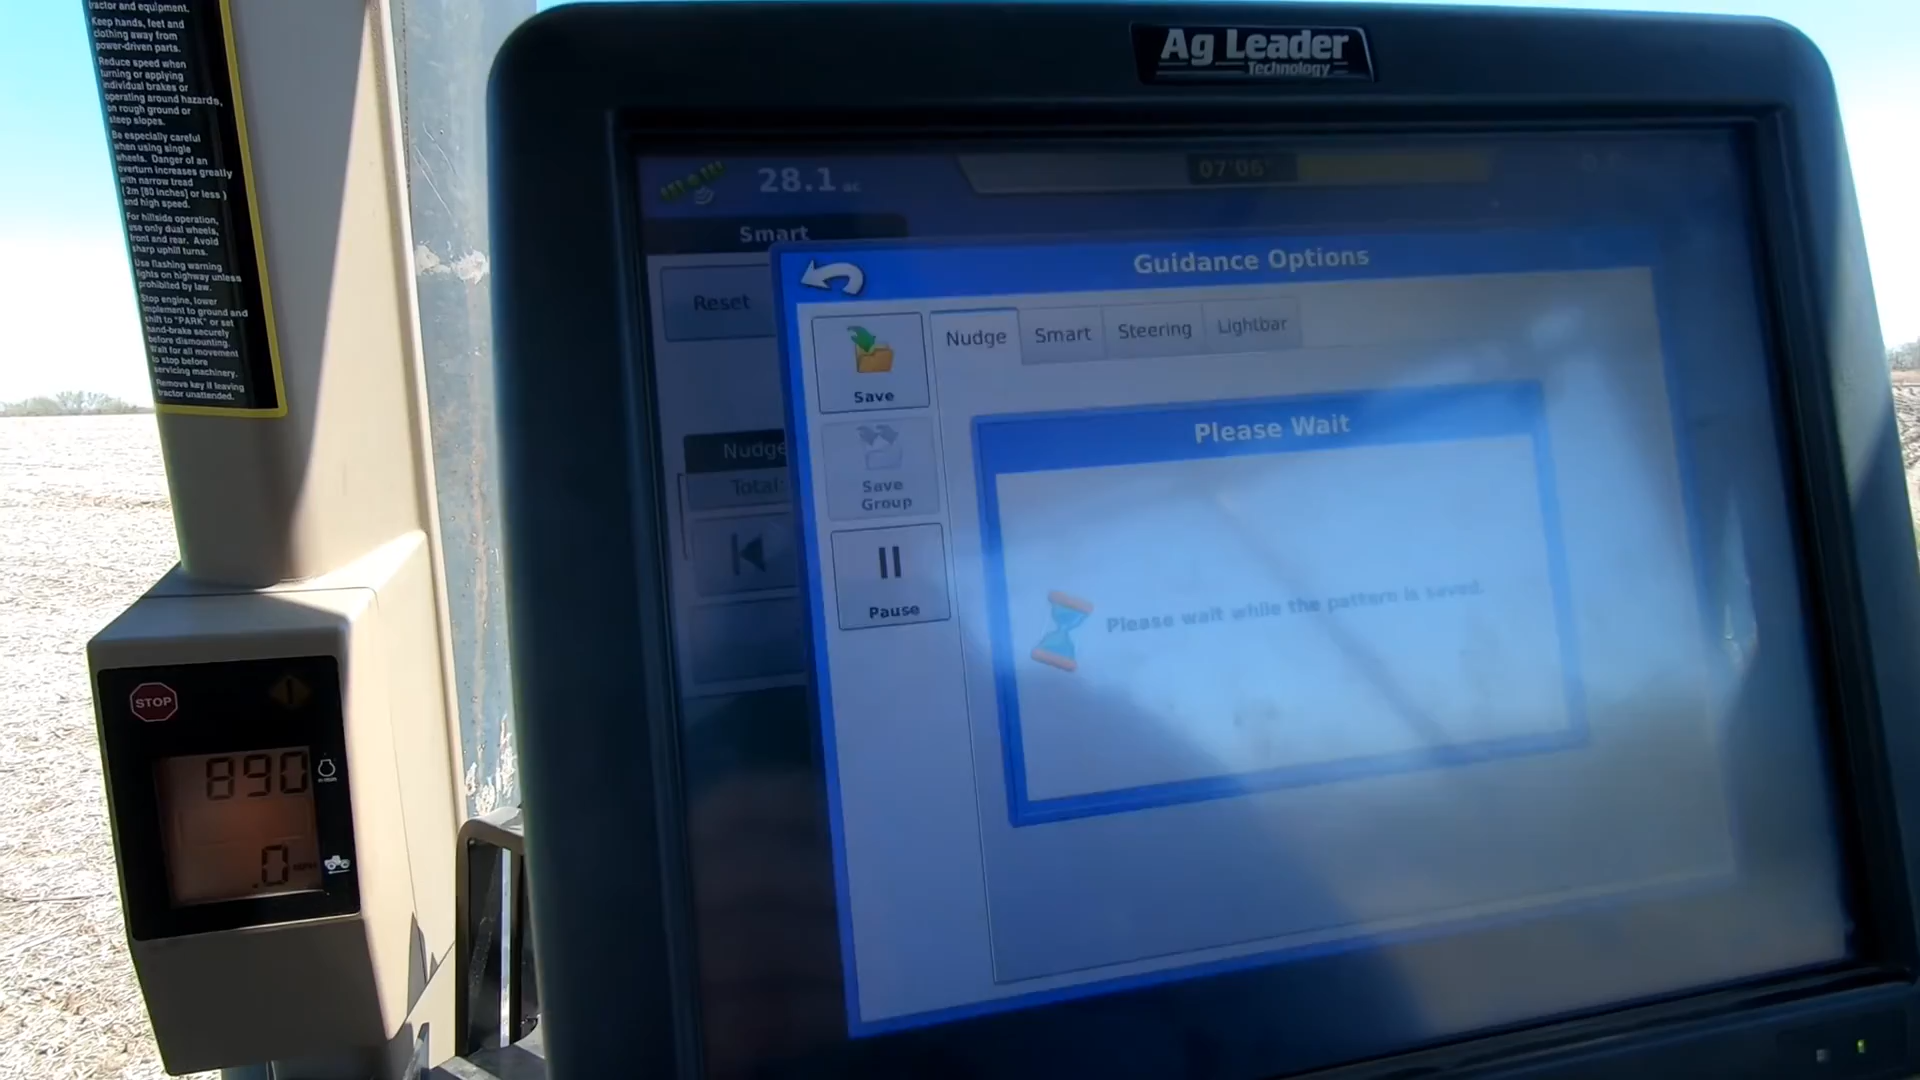 tractor and equipment.
Keep hands, feet and
clothing away from
power-driven parts.
Reduce speed when
turning or applying
individual brakes or
operating around hazards,
on rough ground or
steep slopes.
Be especially careful
when using single
wheels. Danger of an
overturn increases greatly
with narrow tread
(2m [80 inches] or less)
and high speed.
For hillside operation,
use only dual wheels,
front and rear. Avoid
sharp uphill turns.
Use flashing warning
lights on highway unless
prohibited by law.
Stop engine, lower
implement to ground and
shift to "PARK" or set
hand-brake securely
before dismounting.
Wait for all movement
to stop before
servicing machinery.
Remove key if leaving
tractor unattended.
STOP
890
.0
Ag Leader
Technology
28.1 ac
07'06"
Smart
Reset
Nudge
Total:
Guidance Options
Save
Save
Group
Pause
Nudge
Smart
Steering
Lightbar
Please Wait
Please wait while the pattern is saved.